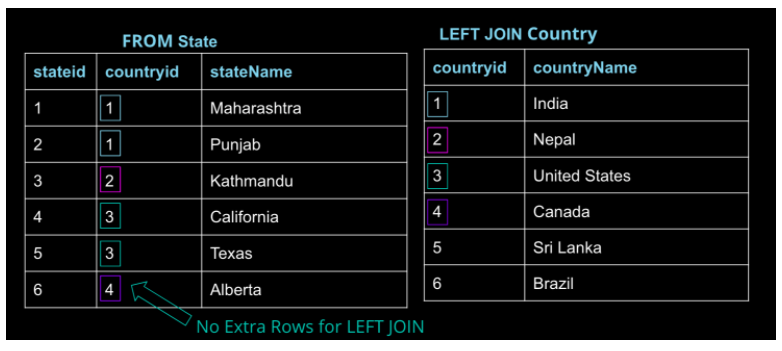 FROM State
stateid countryid stateName
1 1 Maharashtra
2 1 Punjab
3 2 Kathmandu
4 3 California
5 3 Texas
6 4 Alberta
No Extra Rows for LEFT JOIN
LEFT JOIN Country
countryid countryName
1 India
2 Nepal
3 United States
4 Canada
5 Sri Lanka
6 Brazil